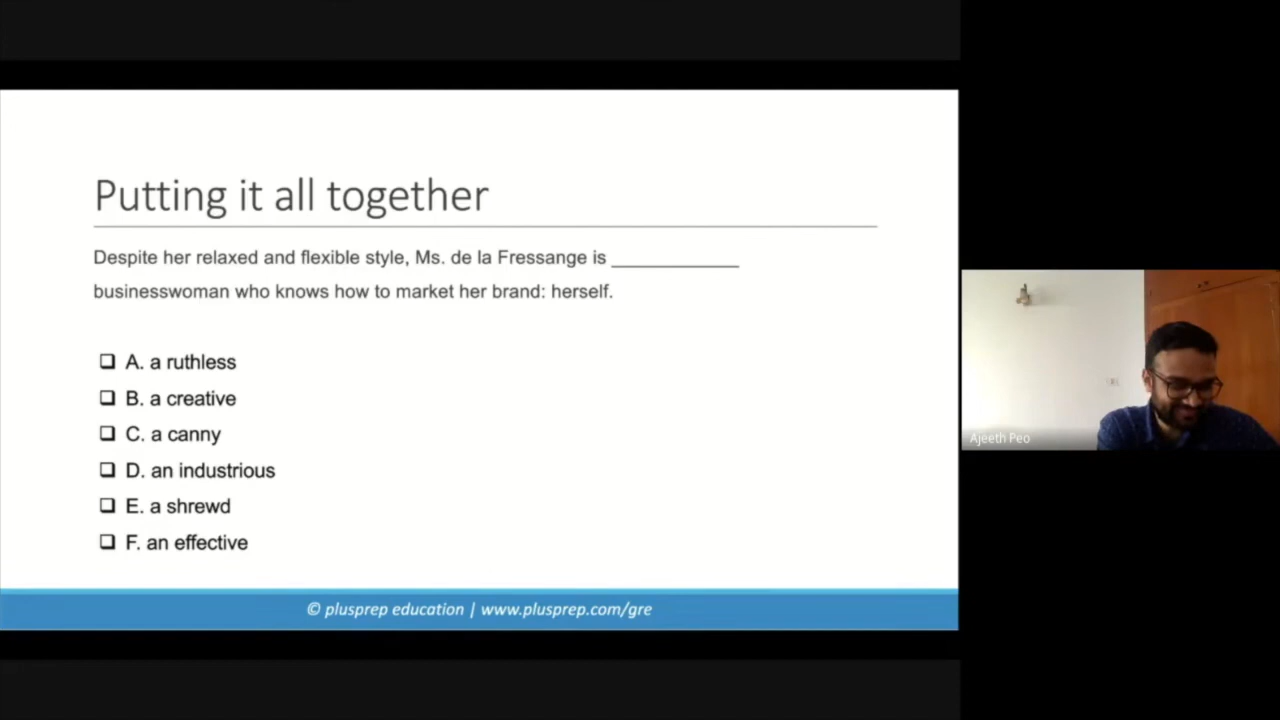 Putting it all together
Despite her relaxed and flexible style, Ms. de la Fressange is ____________
businesswoman who knows how to market her brand: herself.
❑ A. a ruthless
❑ B. a creative
❑ C. a canny
❑ D. an industrious
❑ E. a shrewd
❑ F. an effective
© plusprep education | www.plusprep.com/gre
Ajeeth Peo